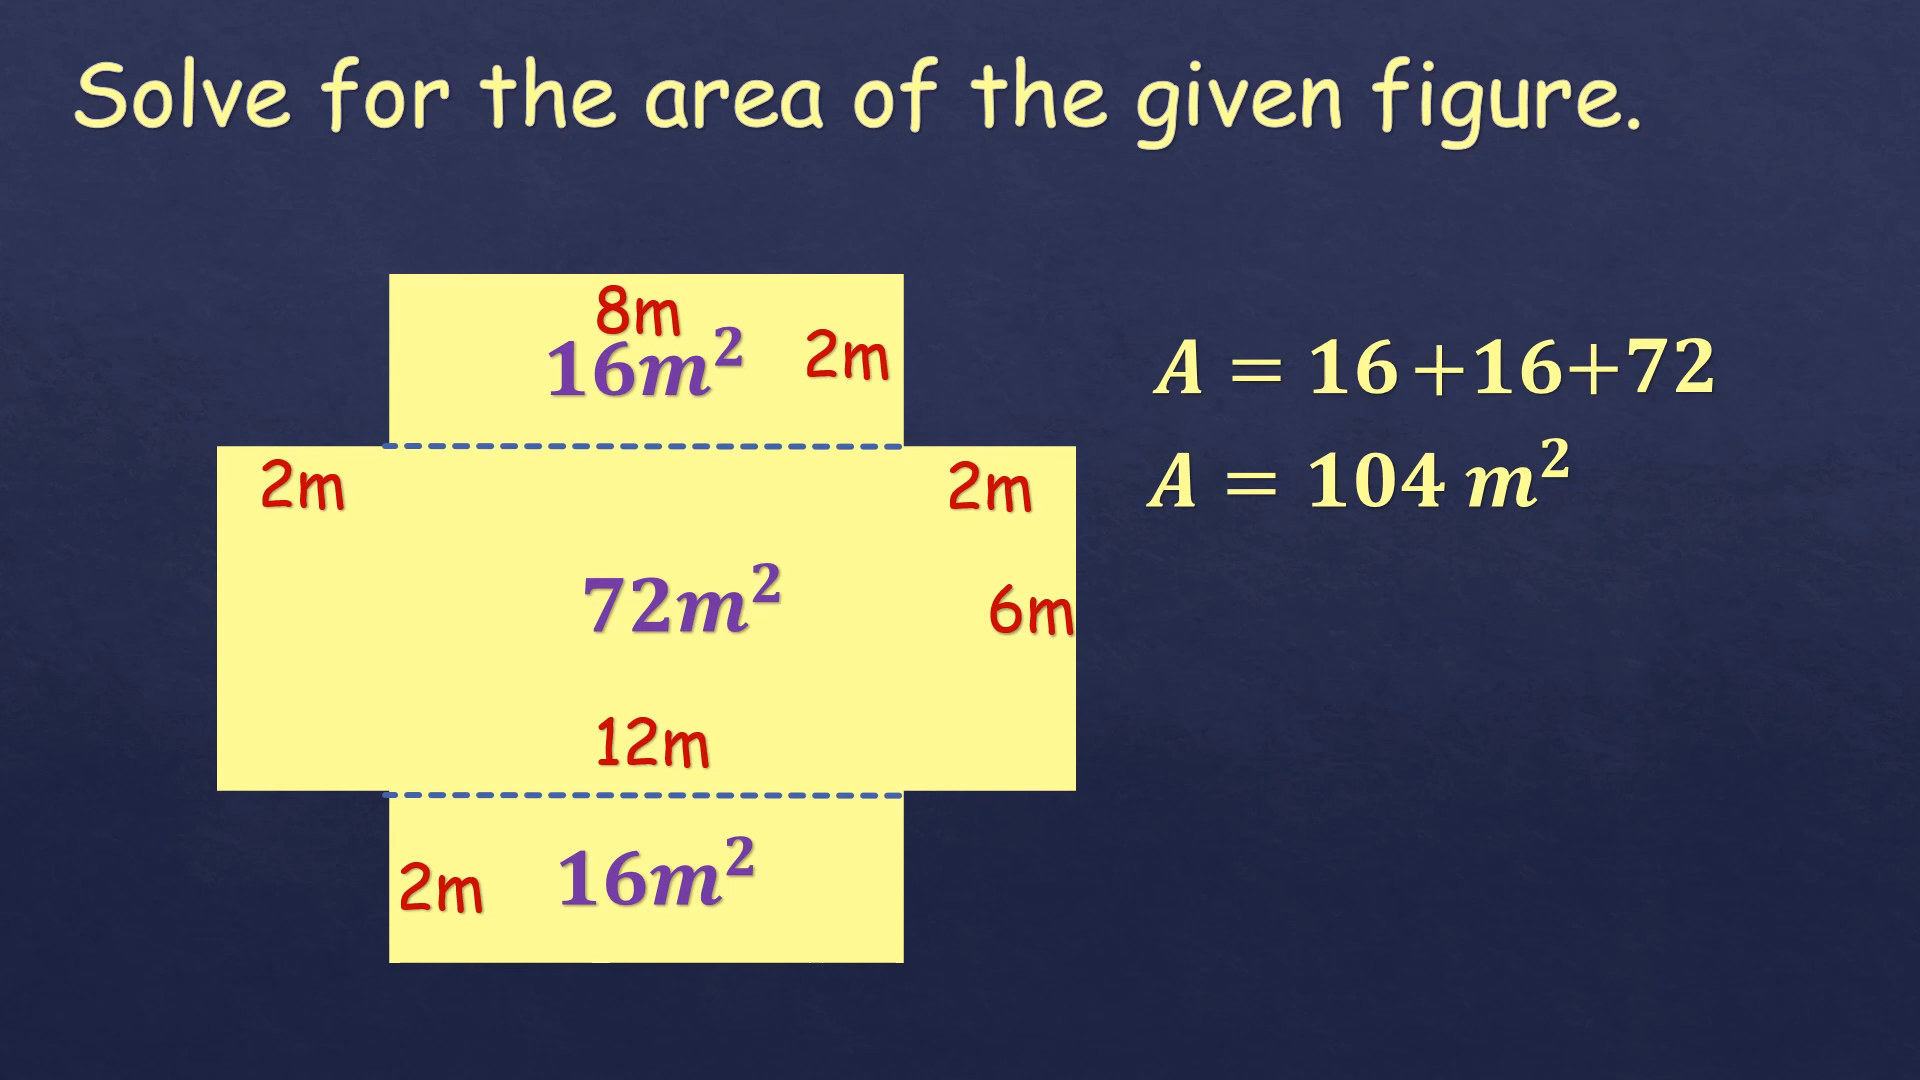 Solve for the area of the given figure.
8m
16m²
2m
A = 16+16+72
A = 104 m²
2m
2m
72m²
6m
12m
2m
16m²